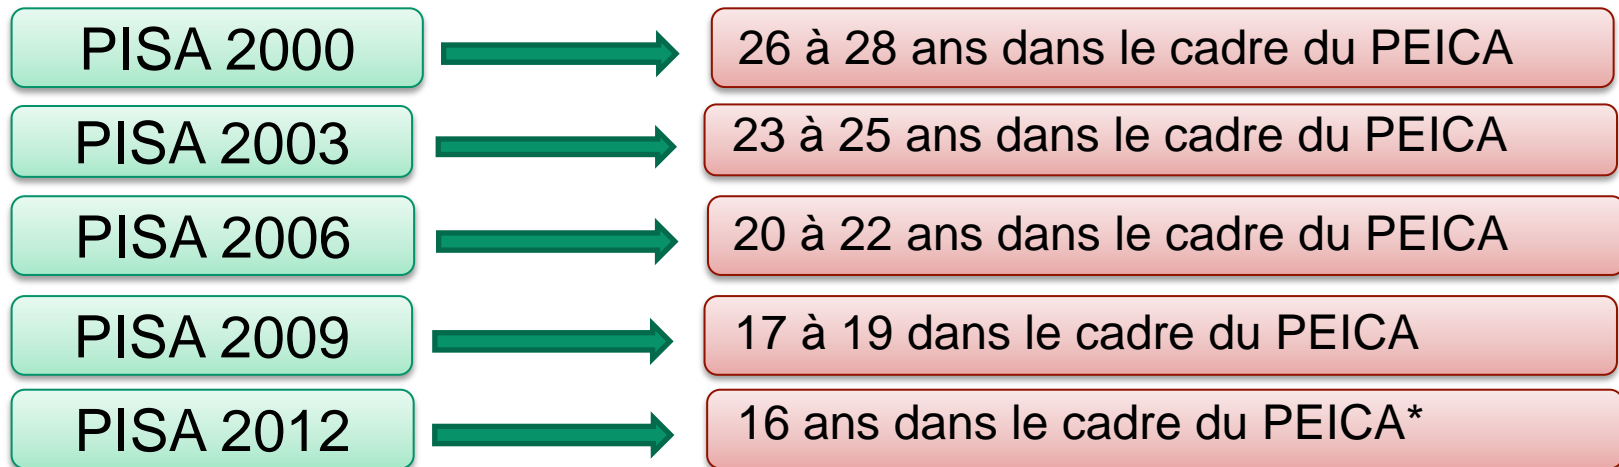 PISA 2000 26 à 28 ans dans le cadre du PEICA
PISA 2003 23 à 25 ans dans le cadre du PEICA
PISA 2006 20 à 22 ans dans le cadre du PEICA
PISA 2009 17 à 19 dans le cadre du PEICA
PISA 2012 16 ans dans le cadre du PEICA*